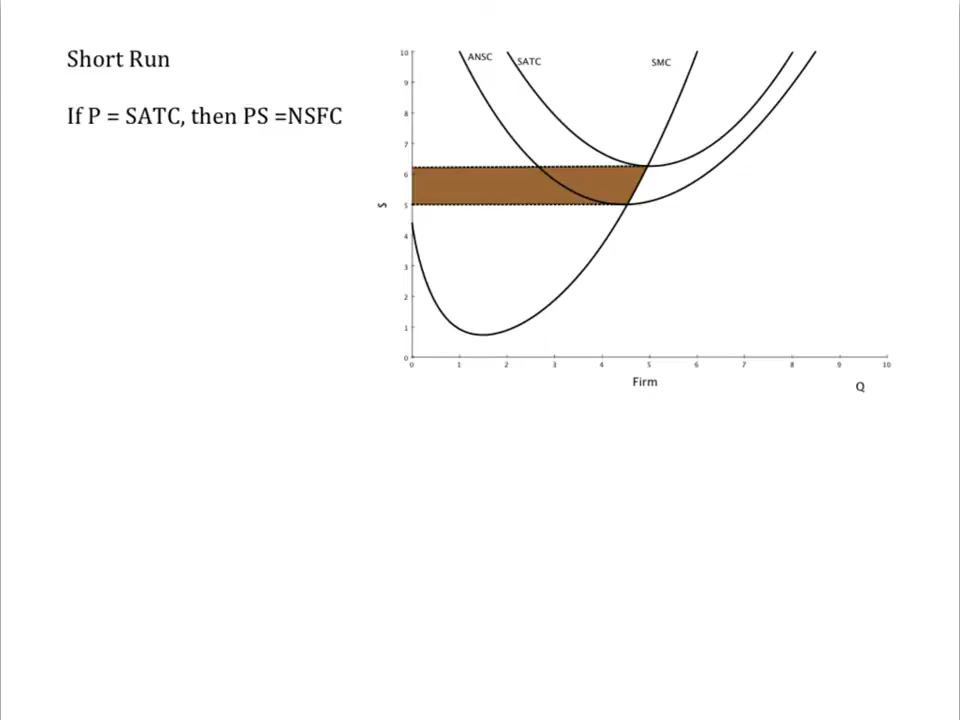 Short Run
If P = SATC, then PS =NSFC
ANSC
SATC
SMC
10
9
8
7
6
5
4
3
2
1
0
$
0 1 2 3 4 5 6 7 8 9 10
Firm
Q